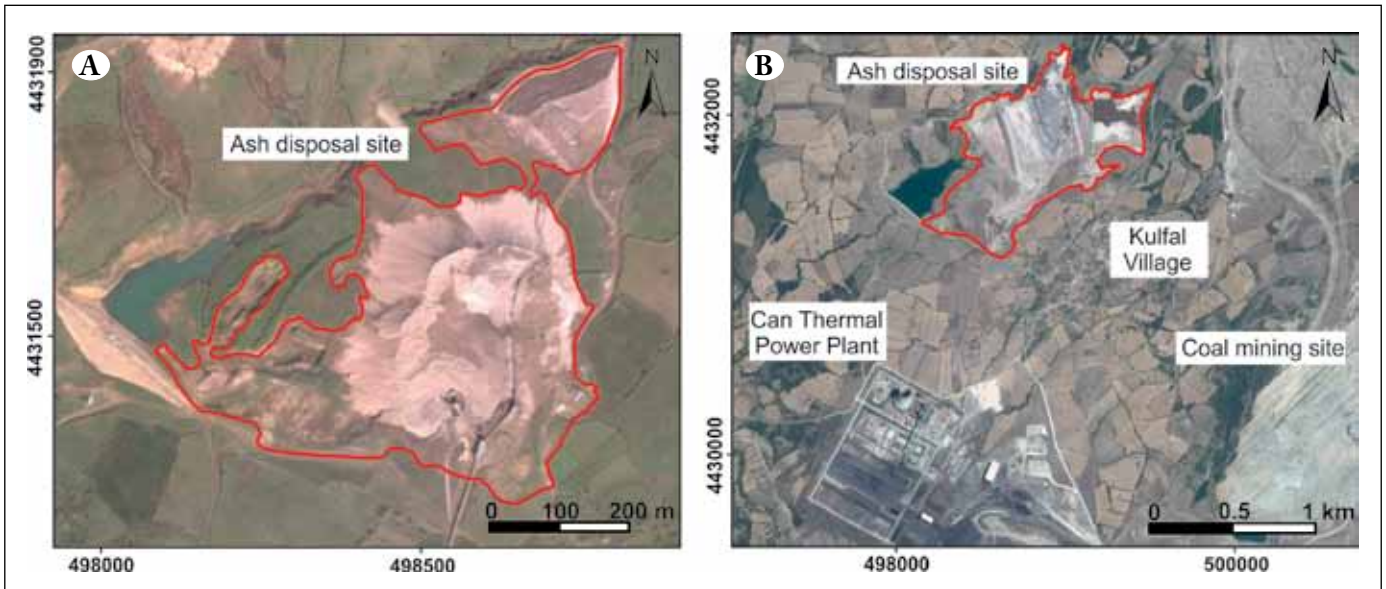 A
N
Ash disposal site
4431900
4431500
0 100 200 m
498000 498500
B
N
Ash disposal site
4432000
Kulfal
Village
Can Thermal
Power Plant
Coal mining site
4430000
0 0.5 1 km
498000 500000